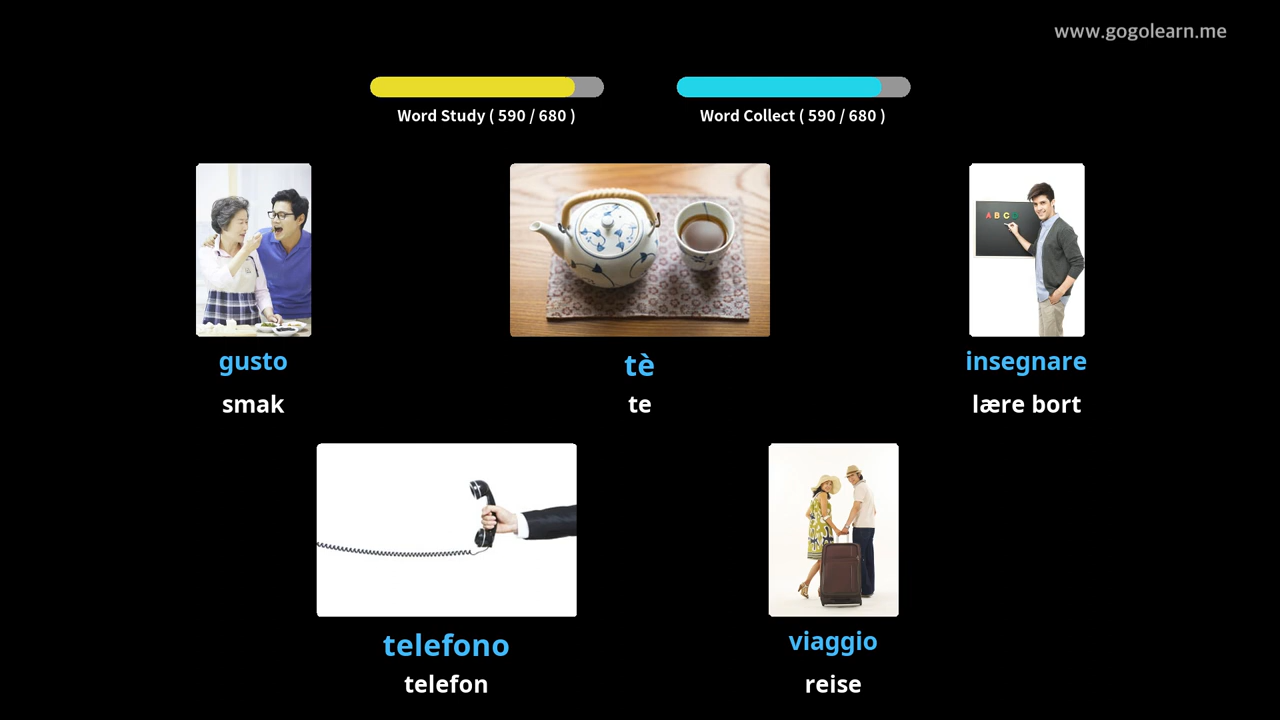 www.gogolearn.me
Word Study ( 590 / 680 )
Word Collect ( 590 / 680 )
A B C
gusto
tè
insegnare
smak
te
lære bort
telefono
viaggio
telefon
reise